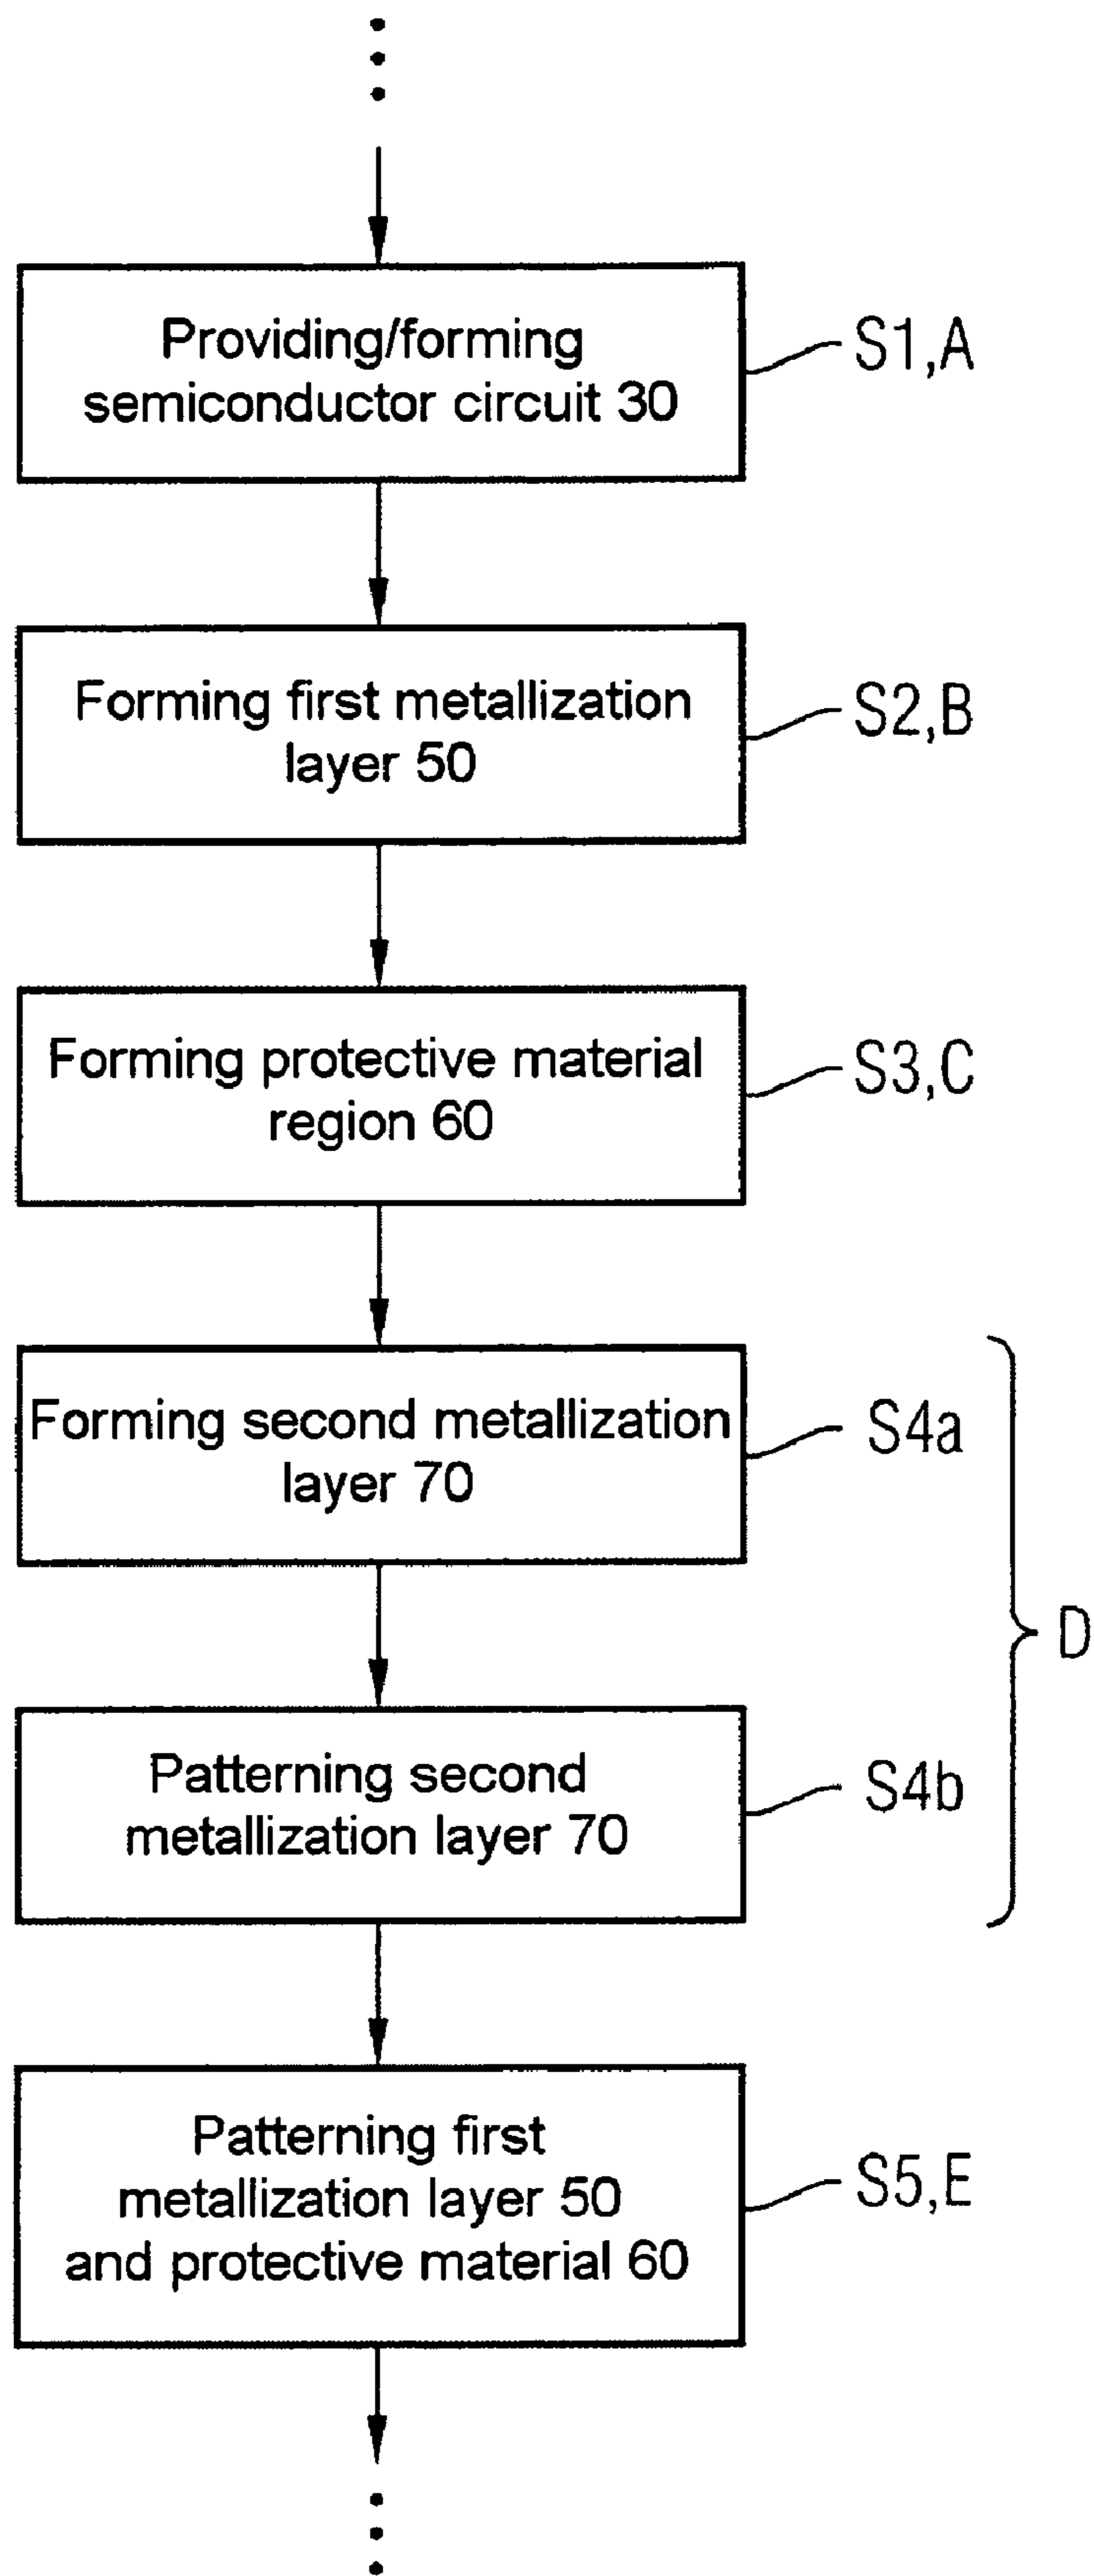 Providing/forming
semiconductor circuit 30
S1,A
Forming first metallization
layer 50
S2,B
Forming protective material
region 60
S3,C
Forming second metallization
layer 70
S4a
Patterning second
metallization layer 70
S4b
D
Patterning first
metallization layer 50
and protective material 60
S5,E